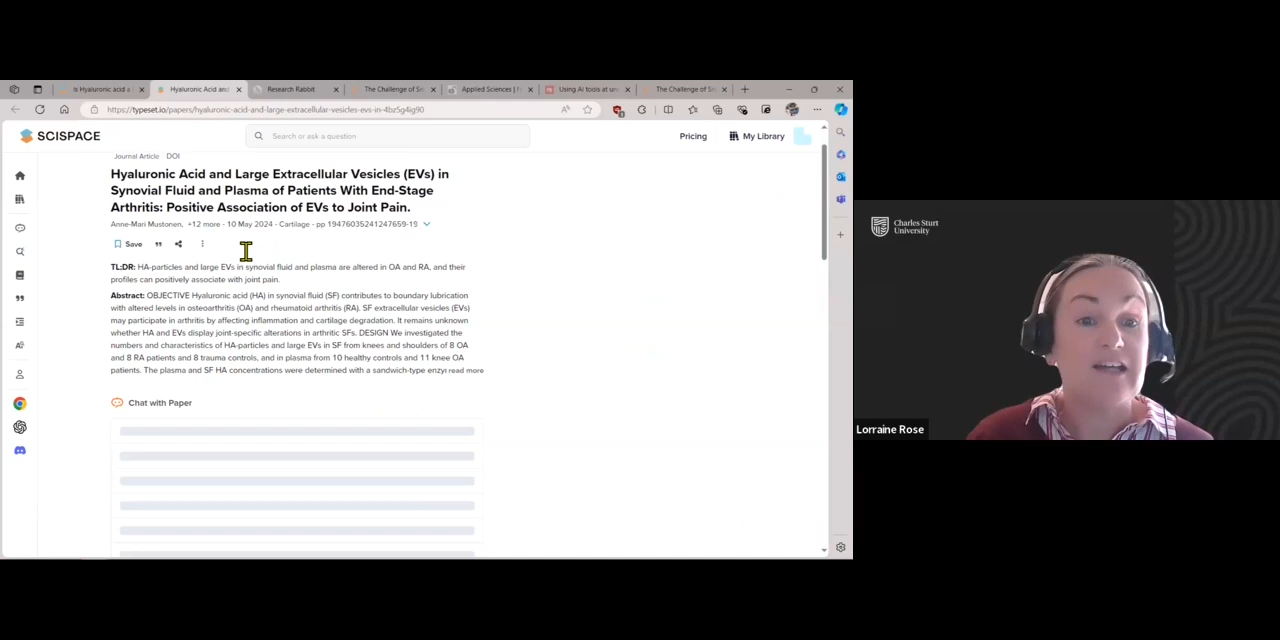 Is Hyaluronic acid a
Hyaluronic Acid and
Research Rabbit
The Challenge of Se
Applied Sciences |
Using AI tools at un
The Challenge of Se
https://typeset.io/papers/hyaluronic-acid-and-large-extracellular-vesicles-evs-in-4bz5g4ig90
SCISPACE
Search or ask a question
Pricing
My Library
Journal Article DOI
Hyaluronic Acid and Large Extracellular Vesicles (EVs) in
Synovial Fluid and Plasma of Patients With End-Stage
Arthritis: Positive Association of EVs to Joint Pain.
Anne-Mari Mustonen, +12 more - 10 May 2024 - Cartilage - pp 19476035241247659-19
Save
TL;DR: HA-particles and large EVs in synovial fluid and plasma are altered in OA and RA, and their
profiles can positively associate with joint pain.
Abstract: OBJECTIVE Hyaluronic acid (HA) in synovial fluid (SF) contributes to boundary lubrication
with altered levels in osteoarthritis (OA) and rheumatoid arthritis (RA). SF extracellular vesicles (EVs)
may participate in arthritis by affecting inflammation and cartilage degradation. It remains unknown
whether HA and EVs display joint-specific alterations in arthritic SFs. DESIGN We investigated the
numbers and characteristics of HA-particles and large EVs in SF from knees and shoulders of 8 OA
and 8 RA patients and 8 trauma controls, and in plasma from 10 healthy controls and 11 knee OA
patients. The plasma and SF HA concentrations were determined with a sandwich-type enzy read more
Chat with Paper
Charles Sturt
University
Lorraine Rose